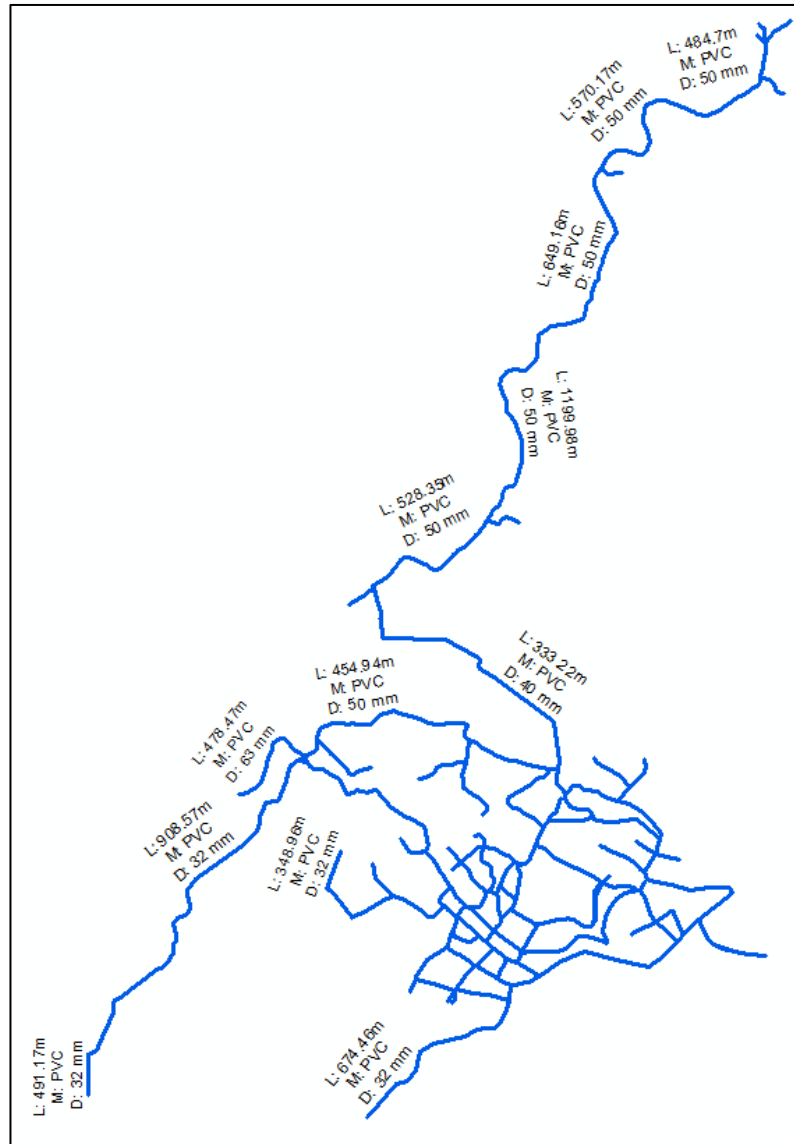 L: 484.7m
M: PVC
D: 50 mm
L:570.17m
M: PVC
D: 50 mm
L: 649.16m
M: PVC
D: 50 mm
L:1199.98m
M: PVC
D: 50 mm
L: 528.35m
M: PVC
D: 50 mm
L: 333.22m
M: PVC
D: 40 mm
L: 454.94m
M: PVC
D: 50 mm
L: 478.47m
M: PVC
D: 63 mm
L:908.57m
M: PVC
D: 32 mm
L: 348.96m
M: PVC
D: 32 mm
L: 674.46m
M: PVC
D: 32 mm
L: 491.17m
M: PVC
D: 32 mm